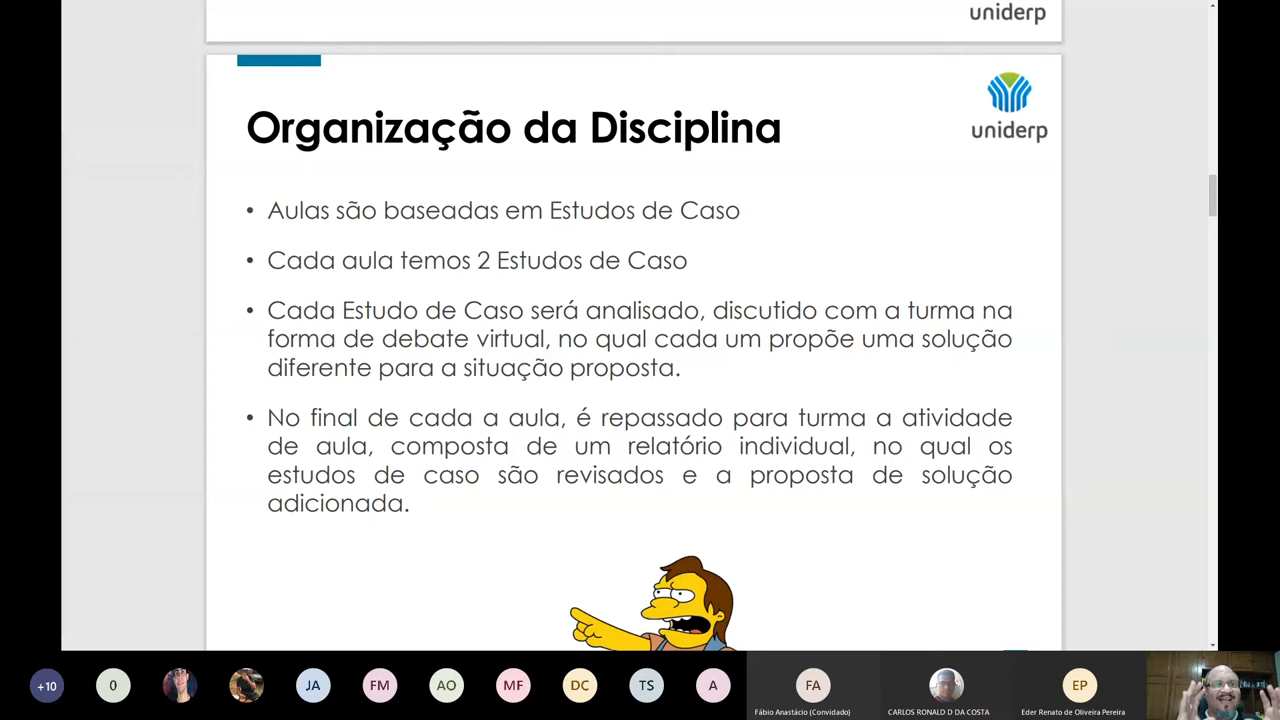 uniderp
uniderp
Organização da Disciplina
• Aulas são baseadas em Estudos de Caso
• Cada aula temos 2 Estudos de Caso
• Cada Estudo de Caso será analisado, discutido com a turma na
forma de debate virtual, no qual cada um propõe uma solução
diferente para a situação proposta.
• No final de cada a aula, é repassado para turma a atividade
de aula, composta de um relatório individual, no qual os
estudos de caso são revisados e a proposta de solução
adicionada.
+10 0 JA FM AO MF DC TS A FA EP
Fábio Anastácio (Convidado) CARLOS RONALD D DA COSTA Eder Renato de Oliveira Pereira